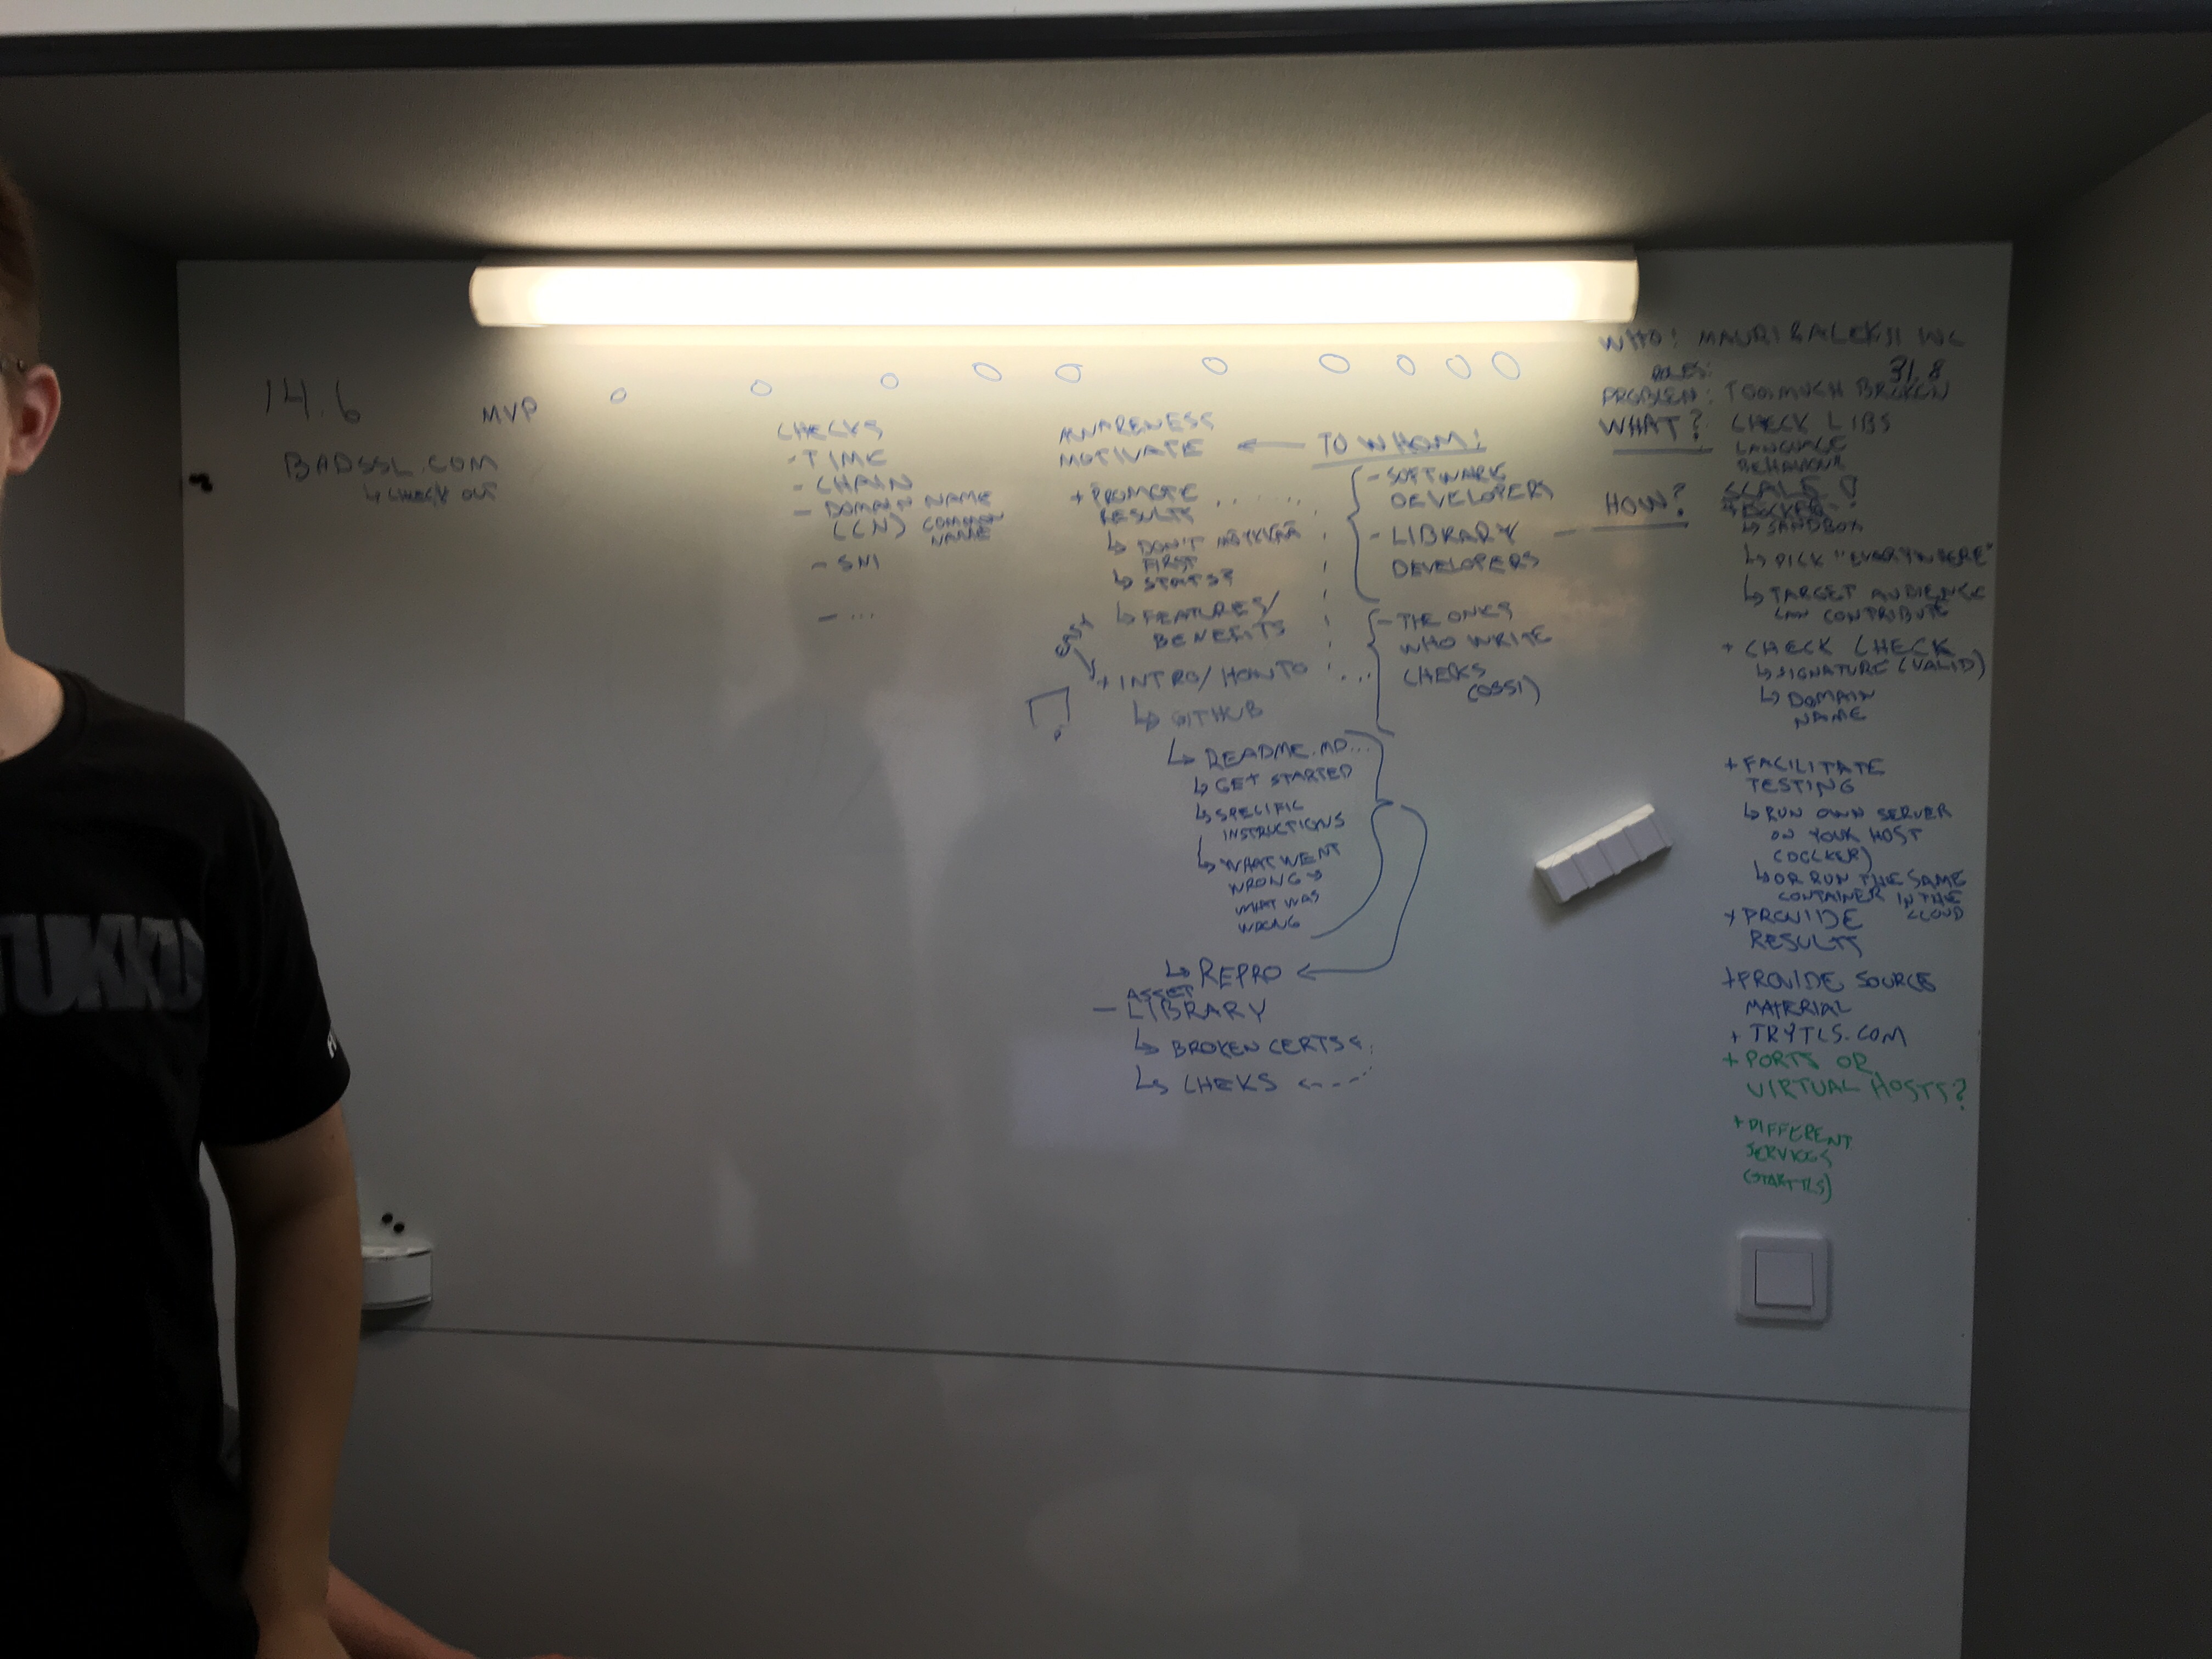 14.6
BADSSL.COM
↳ CHECK OUT
MVP
CHECKS
- TIME
- CHAIN
- DOMAIN NAME
(CN) COMMON
NAME
- SNI
- ...
AWARENESS
MOTIVATE ← TO WHOM?
+ PROMOTE ......
RESULTS
↳ DON'T
FIRST
↳ STATS?
↳ FEATURES/
BENEFITS
EASY
+ INTRO/HOWTO ...
↳ GITHUB
↳ README.MD...
↳ GET STARTED
↳ SPECIFIC
INSTRUCTIONS
↳ WHAT WENT
WRONG →
WHAT WAS
WRONG
↳ REPRO
ASSET
- LIBRARY
↳ BROKEN CERTS
↳ CHEKS
- SOFTWARE
DEVELOPERS
- LIBRARY -
DEVELOPERS
- THE ONES
WHO WRITE
CHECKS
(OSSI)
WHO: MAURI & ALEKSI INC
ROLES: 31.8
PROBLEM: TOO MUCH BROKEN
WHAT? CHECK LIBS
LANGUAGE
BEHAVIOUR
HOW? SCALE!
+ DOCKER
↳ SANDBOX
↳ PICK "EVERYWHERE"
↳ TARGET AUDIENCE
CAN CONTRIBUTE
+ CHECK CHECK
↳ SIGNATURE (VALID)
↳ DOMAIN
NAME
+ FACILITATE
TESTING
↳ RUN OWN SERVER
ON YOUR HOST
(DOCKER)
↳ OR RUN THE SAME
CONTAINER IN THE
CLOUD
+ PROVIDE
RESULTS
+ PROVIDE SOURCE
MATERIAL
+ TRYTLS.COM
+ PORTS OR
VIRTUAL HOSTS?
+ DIFFERENT
SERVICES
(STARTTLS)
TUKKU